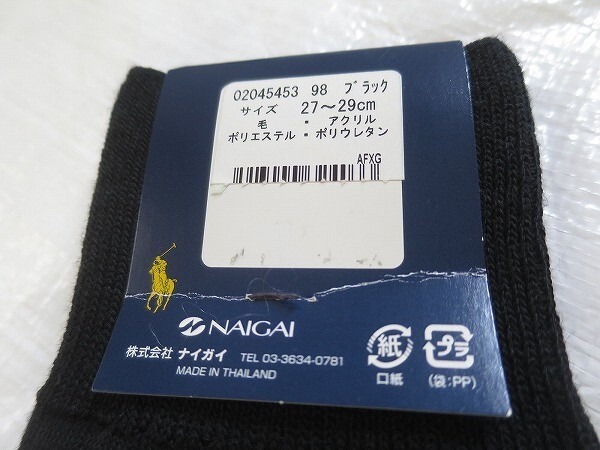 02045453 98 ブラック
サイズ 27〜29cm
毛 ・ アクリル
ポリエステル・ポリウレタン
AFXG
NAIGAI
株式会社 ナイガイ TEL 03-3634-0781
MADE IN THAILAND
紙
口紙
プラ
(袋:PP)